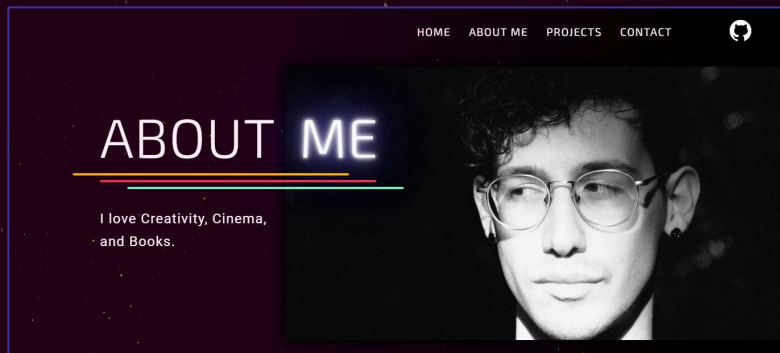 HOME ABOUT ME PROJECTS CONTACT
ABOUT ME
I love Creativity, Cinema,
and Books.